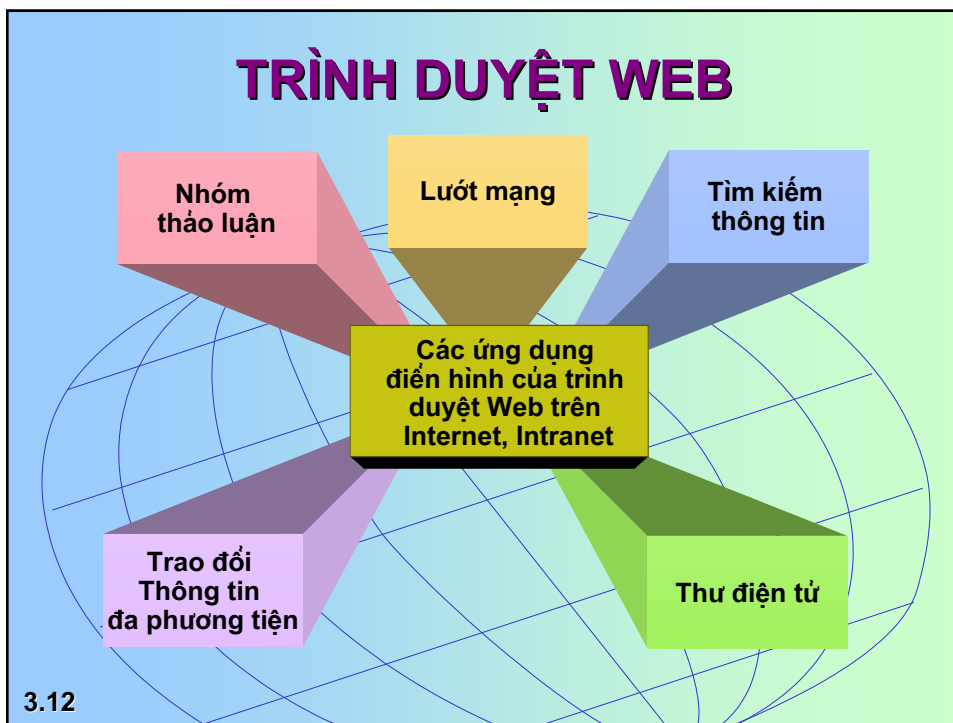 TRÌNH DUYỆT WEB
Nhóm
thảo luận
Lướt mạng
Tìm kiếm
thông tin
Các ứng dụng
điển hình của trình
duyệt Web trên
Internet, Intranet
Trao đổi
Thông tin
đa phương tiện
Thư điện tử
3.12